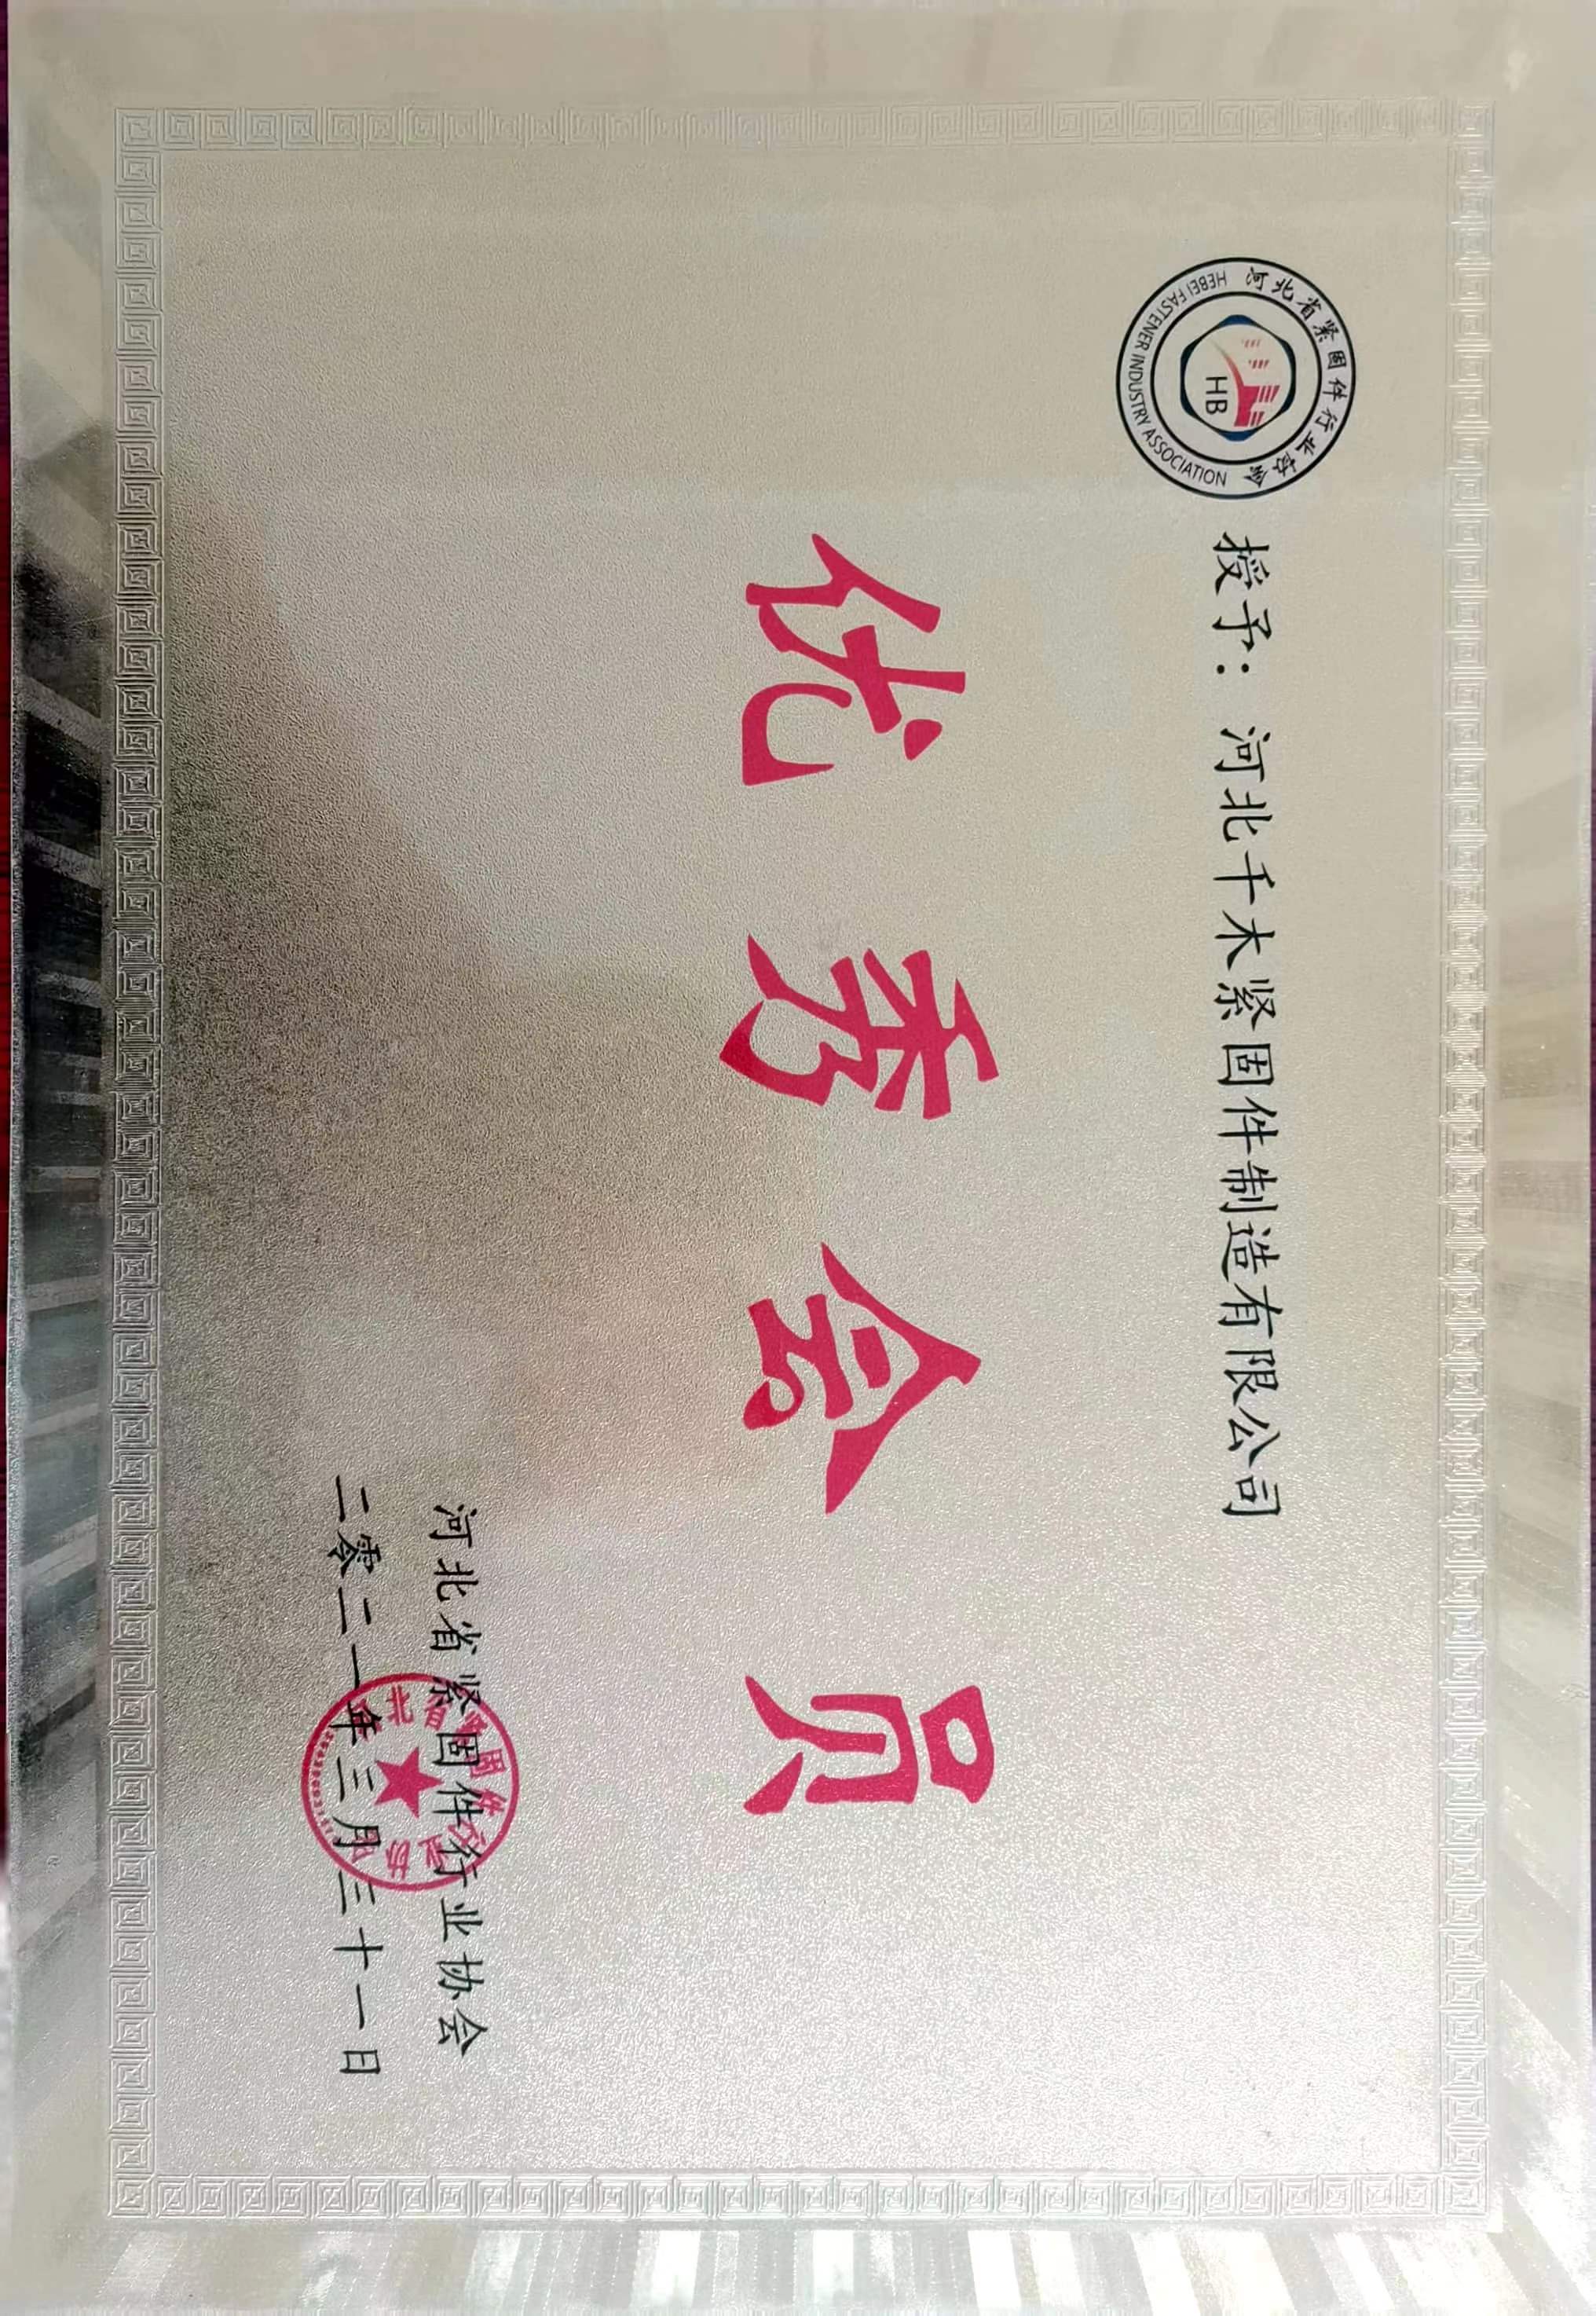 河北省紧固件行业协会
HEBEI FASTENER INDUSTRY ASSOCIATION
HB
授予：河北千木紧固件制造有限公司
优秀会员
河北省紧固件行业协会
二零二一年三月三十一日